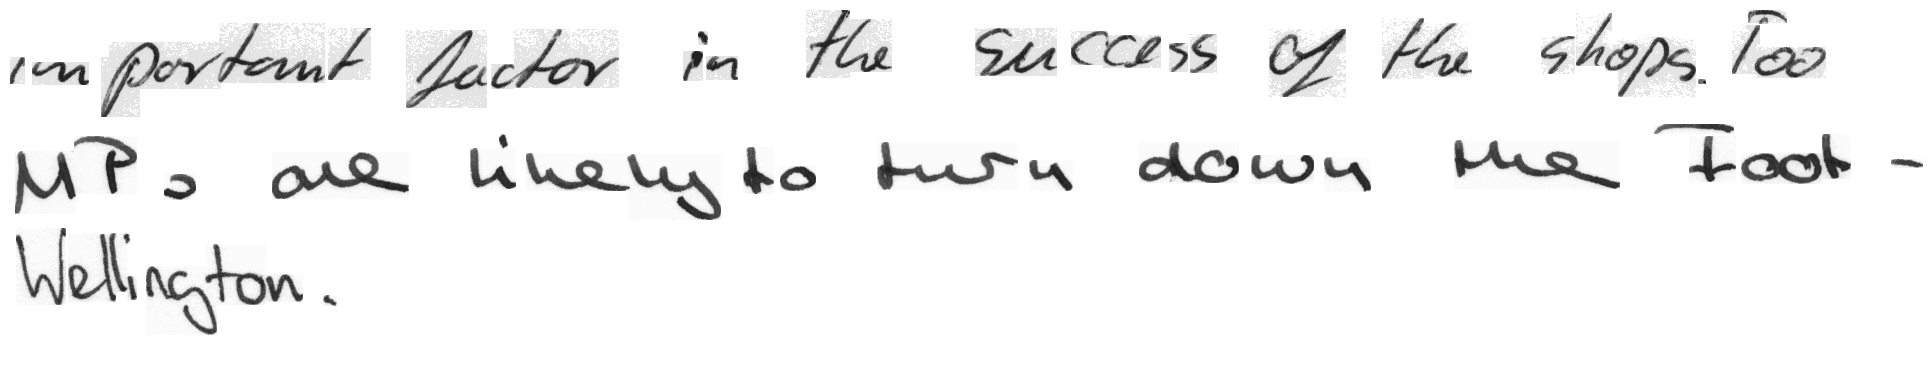 important factor in the success of the shops. Too
MPs are likely to turn down the Foot -
Wellington.